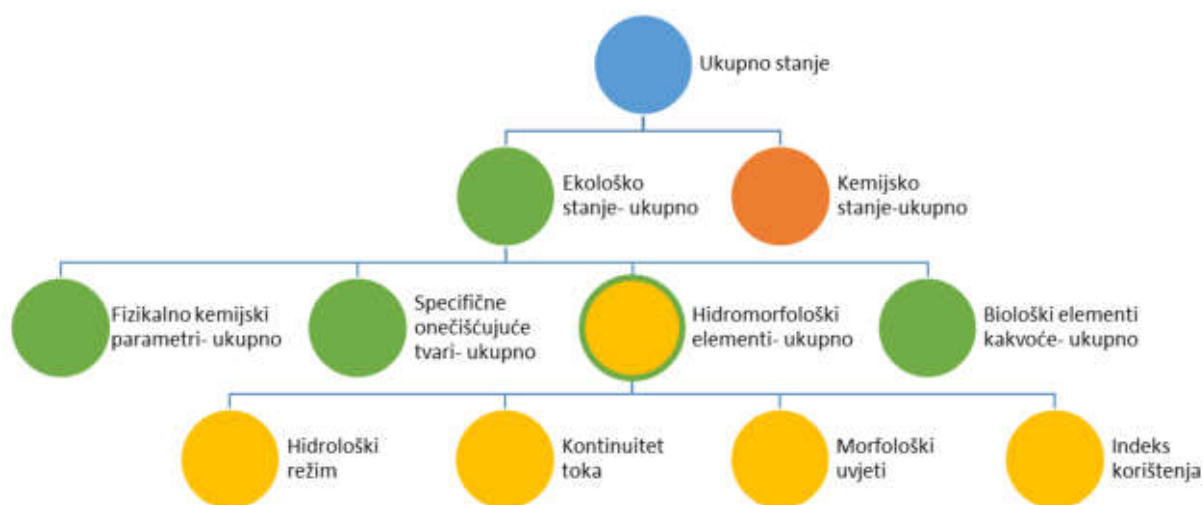 Ukupno stanje
Ekološko
stanje- ukupno
Kemijsko
stanje-ukupno
Fizikalno kemijski
parametri- ukupno
Specifične
onečišćujuće
tvari- ukupno
Hidromorfološki
elementi- ukupno
Biološki elementi
kakvoće- ukupno
Hidrološki
režim
Kontinuitet
toka
Morfološki
uvjeti
Indeks
korištenja